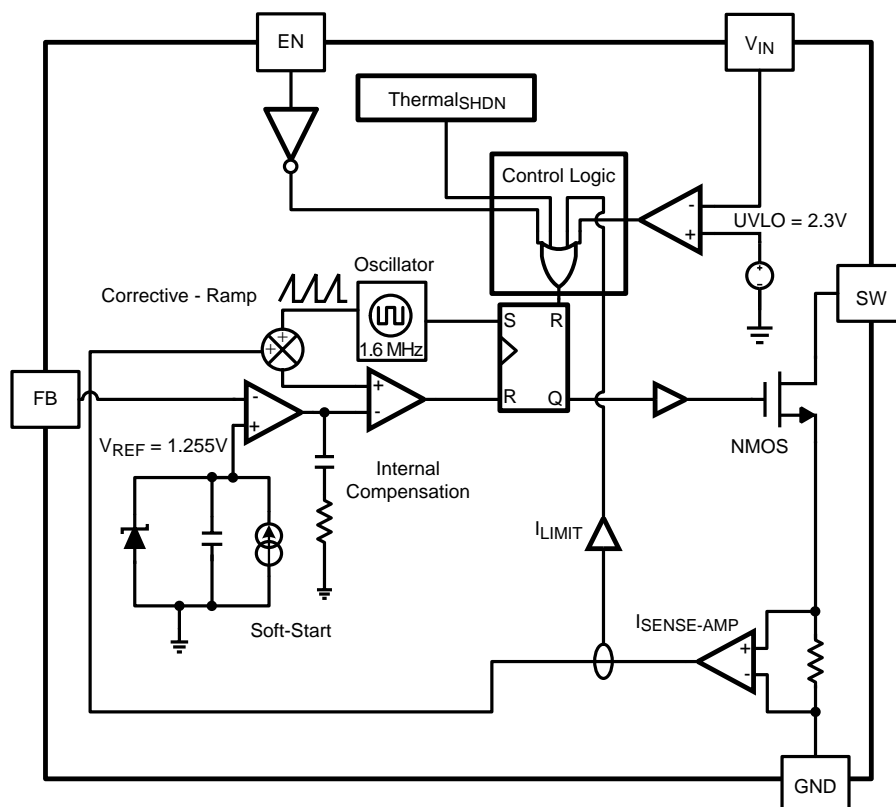 EN
VIN
ThermalSHDN
Control Logic
-
+
UVLO = 2.3V
+
-
Corrective - Ramp
Oscillator
1.6 MHz
SW
S
R
+
+
FB
-
+
+
-
R
Q
VREF = 1.255V
NMOS
Internal
Compensation
ILIMIT
Soft-Start
ISENSE-AMP
+
-
GND